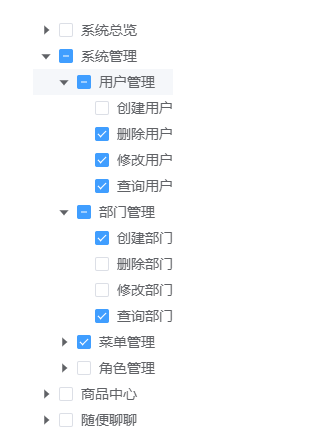 系统总览
系统管理
用户管理
创建用户
删除用户
修改用户
查询用户
部门管理
创建部门
删除部门
修改部门
查询部门
菜单管理
角色管理
商品中心
随便聊聊